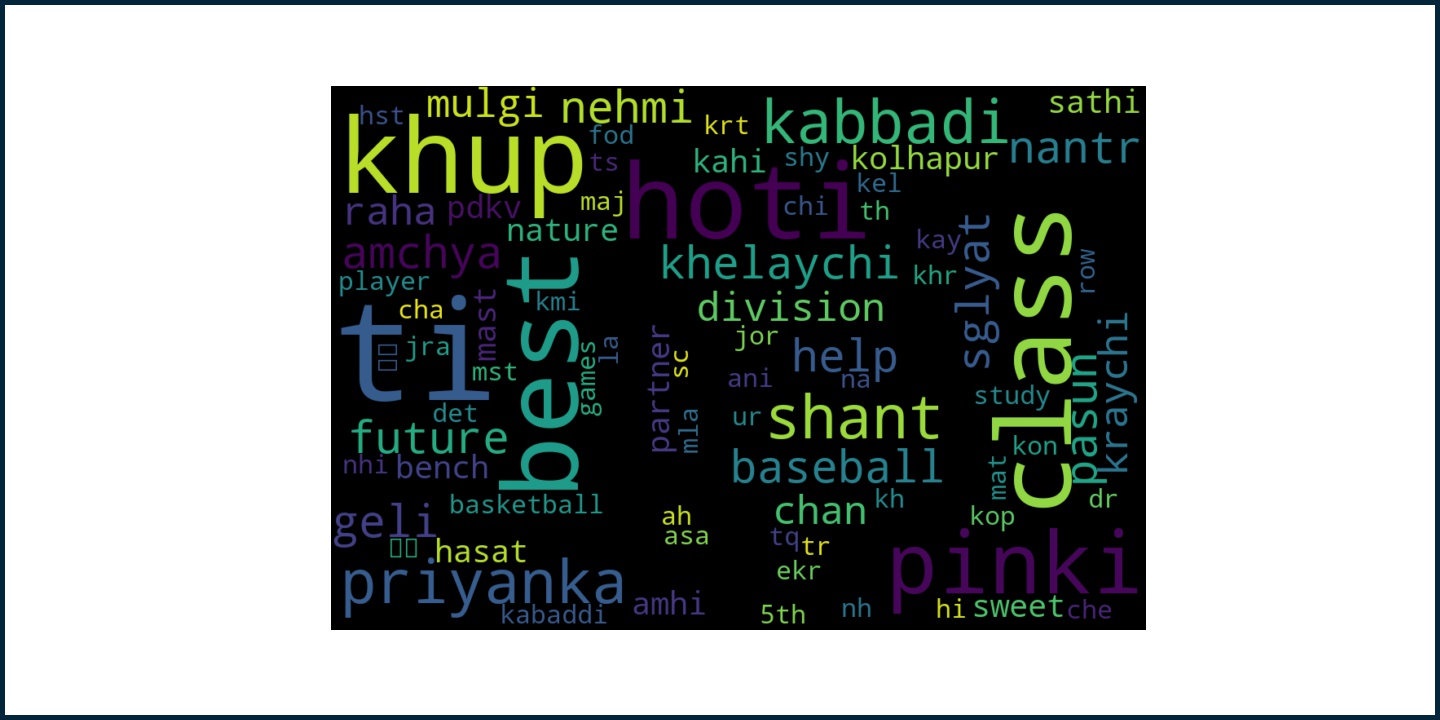 hst
mulgi
nehmi
krt
kabbadi
sathi
khup
fod
ts
kahi
shy
kolhapur
nantr
hoti
kel
raha
pdkv
maj
chi
th
nature
amchya
khelaychi
kay
khr
sglyat
class
row
player
ti
cha
mast
best
kmi
division
jra
mst
games
la
partner
sc
jor
help
ani
na
kraychi
pasun
det
future
mla
ur
shant
study
kon
nhi
bench
baseball
mat
basketball
chan
kh
dr
geli
ah
asa
tq
tr
kop
hasat
priyanka
ekr
pinki
kabaddi
amhi
5th
nh
hi
sweet
che